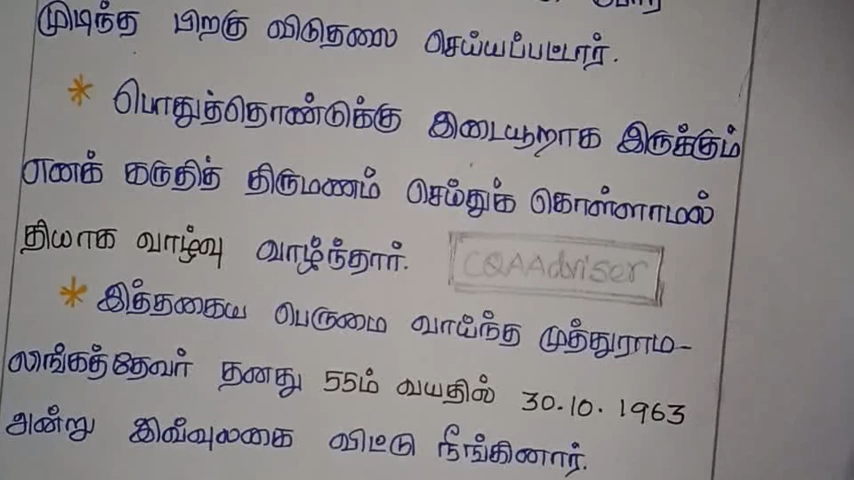 முடிந்த பிறகு விடுதலை செய்யப்பட்டார்.
* பொதுத்தொண்டுக்கு இடையூறாக இருக்கும்
எனக் கருதித் திருமணம் செய்துக் கொள்ளாமல்
தியாக வாழ்வு வாழ்ந்தார். CQAAdviser
* இத்தகைய பெருமை வாய்ந்த முத்துராம-
லிங்கத்தேவர் தனது 55ம் வயதில் 30.10.1963
அன்று இவ்வுலகை விட்டு நீங்கினார்.